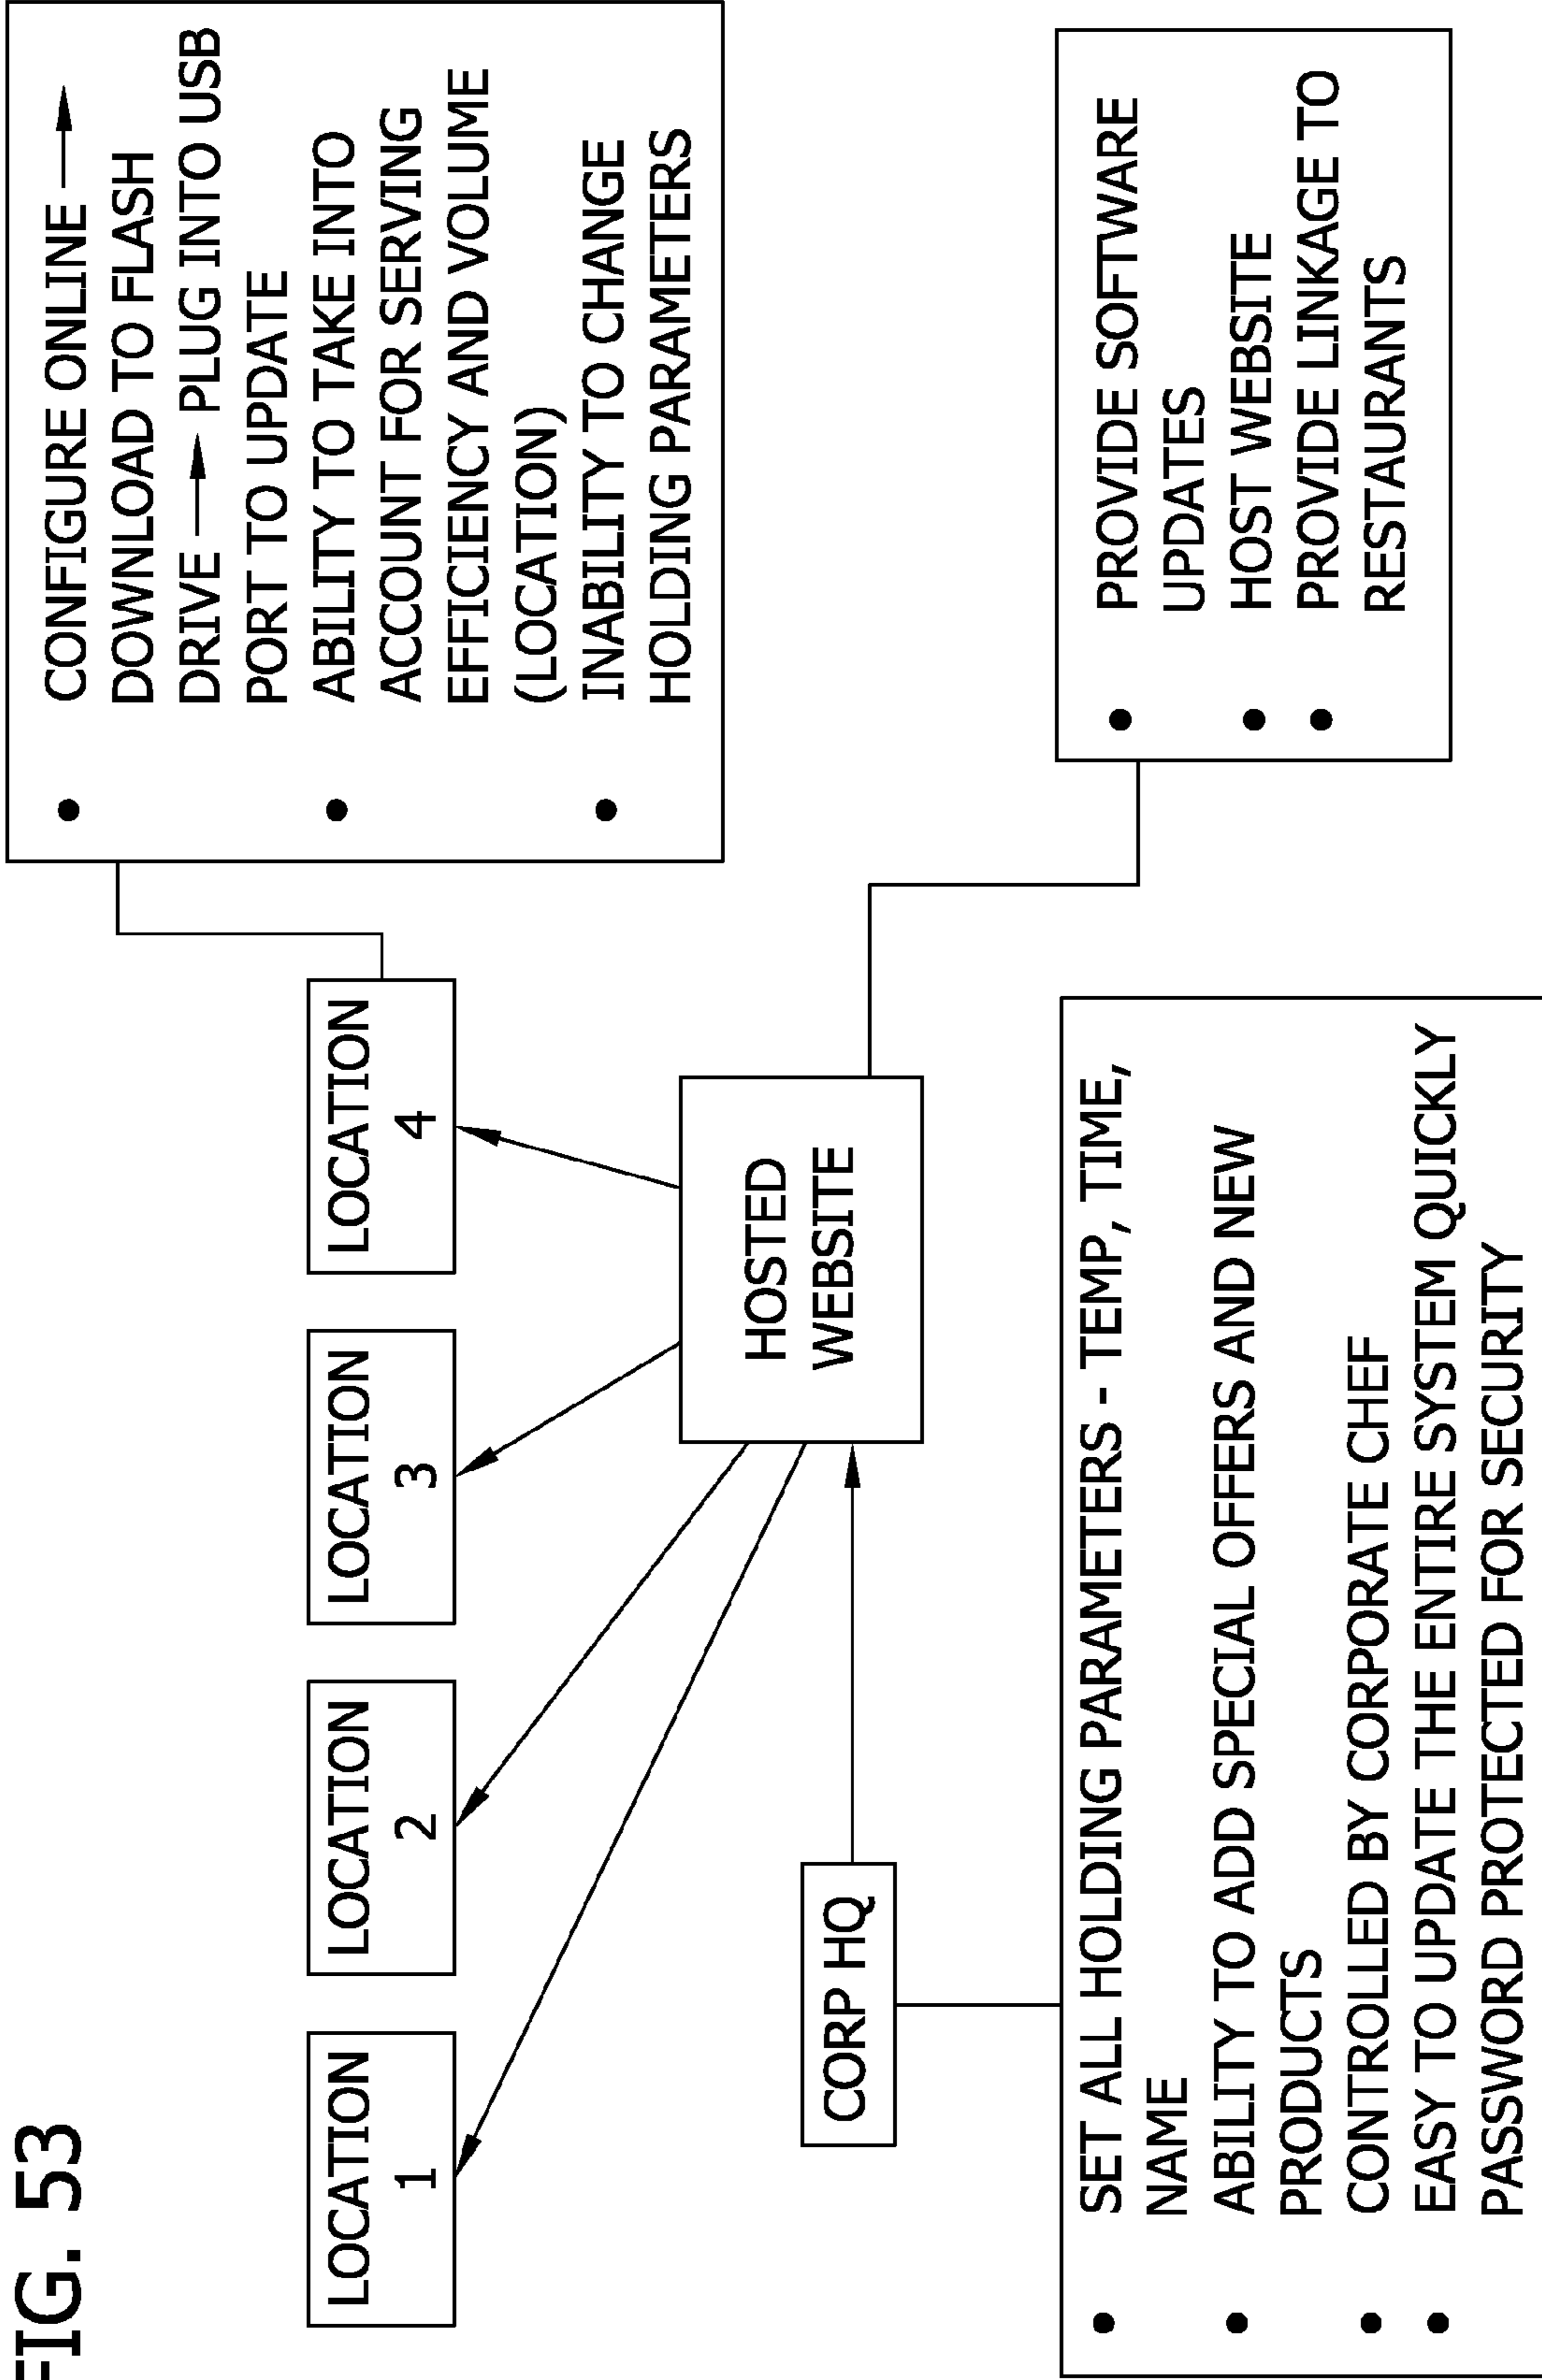 FIG. 53
LOCATION
1
LOCATION
2
LOCATION
3
LOCATION
4
• CONFIGURE ONLINE →
DOWNLOAD TO FLASH
DRIVE → PLUG INTO USB
PORT TO UPDATE
• ABILITY TO TAKE INTO
ACCOUNT FOR SERVING
EFFICIENCY AND VOLUME
(LOCATION)
• INABILITY TO CHANGE
HOLDING PARAMETERS
CORP HQ
HOSTED
WEBSITE
• SET ALL HOLDING PARAMETERS - TEMP, TIME,
NAME
• ABILITY TO ADD SPECIAL OFFERS AND NEW
PRODUCTS
• CONTROLLED BY CORPORATE CHEF
• EASY TO UPDATE THE ENTIRE SYSTEM QUICKLY
PASSWORD PROTECTED FOR SECURITY
• PROVIDE SOFTWARE
UPDATES
• HOST WEBSITE
• PROVIDE LINKAGE TO
RESTAURANTS